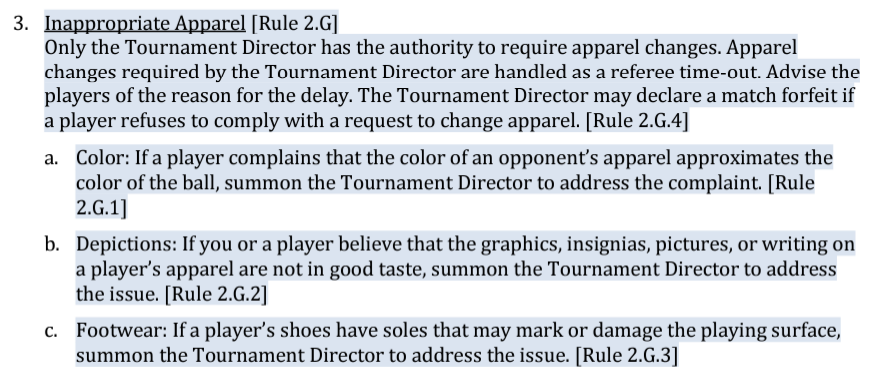 3. Inappropriate Apparel [Rule 2.G]
Only the Tournament Director has the authority to require apparel changes. Apparel
changes required by the Tournament Director are handled as a referee time-out. Advise the
players of the reason for the delay. The Tournament Director may declare a match forfeit if
a player refuses to comply with a request to change apparel. [Rule 2.G.4]
a. Color: If a player complains that the color of an opponent’s apparel approximates the
color of the ball, summon the Tournament Director to address the complaint. [Rule
2.G.1]
b. Depictions: If you or a player believe that the graphics, insignias, pictures, or writing on
a player’s apparel are not in good taste, summon the Tournament Director to address
the issue. [Rule 2.G.2]
c. Footwear: If a player’s shoes have soles that may mark or damage the playing surface,
summon the Tournament Director to address the issue. [Rule 2.G.3]